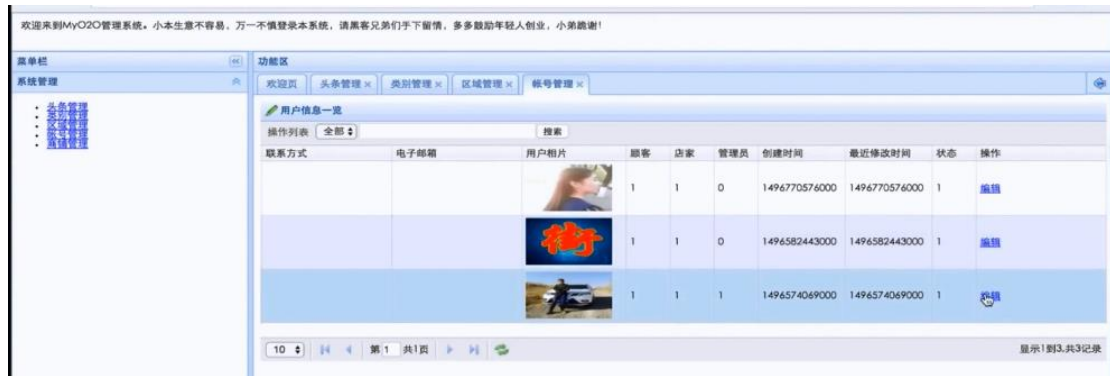 欢迎来到MyO2O管理系统。小本生意不容易，万一不慎登录本系统，请黑客兄弟们手下留情，多多鼓励年轻人创业，小弟跪谢！
菜单栏
功能区
系统管理
欢迎页 头条管理 类别管理 区域管理 帐号管理
头条管理
类别管理
区域管理
帐号管理
商铺管理
用户信息一览
操作列表 全部 搜索
联系方式 电子邮箱 用户相片 顾客 店家 管理员 创建时间 最近修改时间 状态 操作
1 1 0 1496770576000 1496770576000 1 编辑
街子
1 1 0 1496582443000 1496582443000 1 编辑
1 1 1 1496574069000 1496574069000 1 编辑
10 第 1 共1页 显示1到3,共3记录